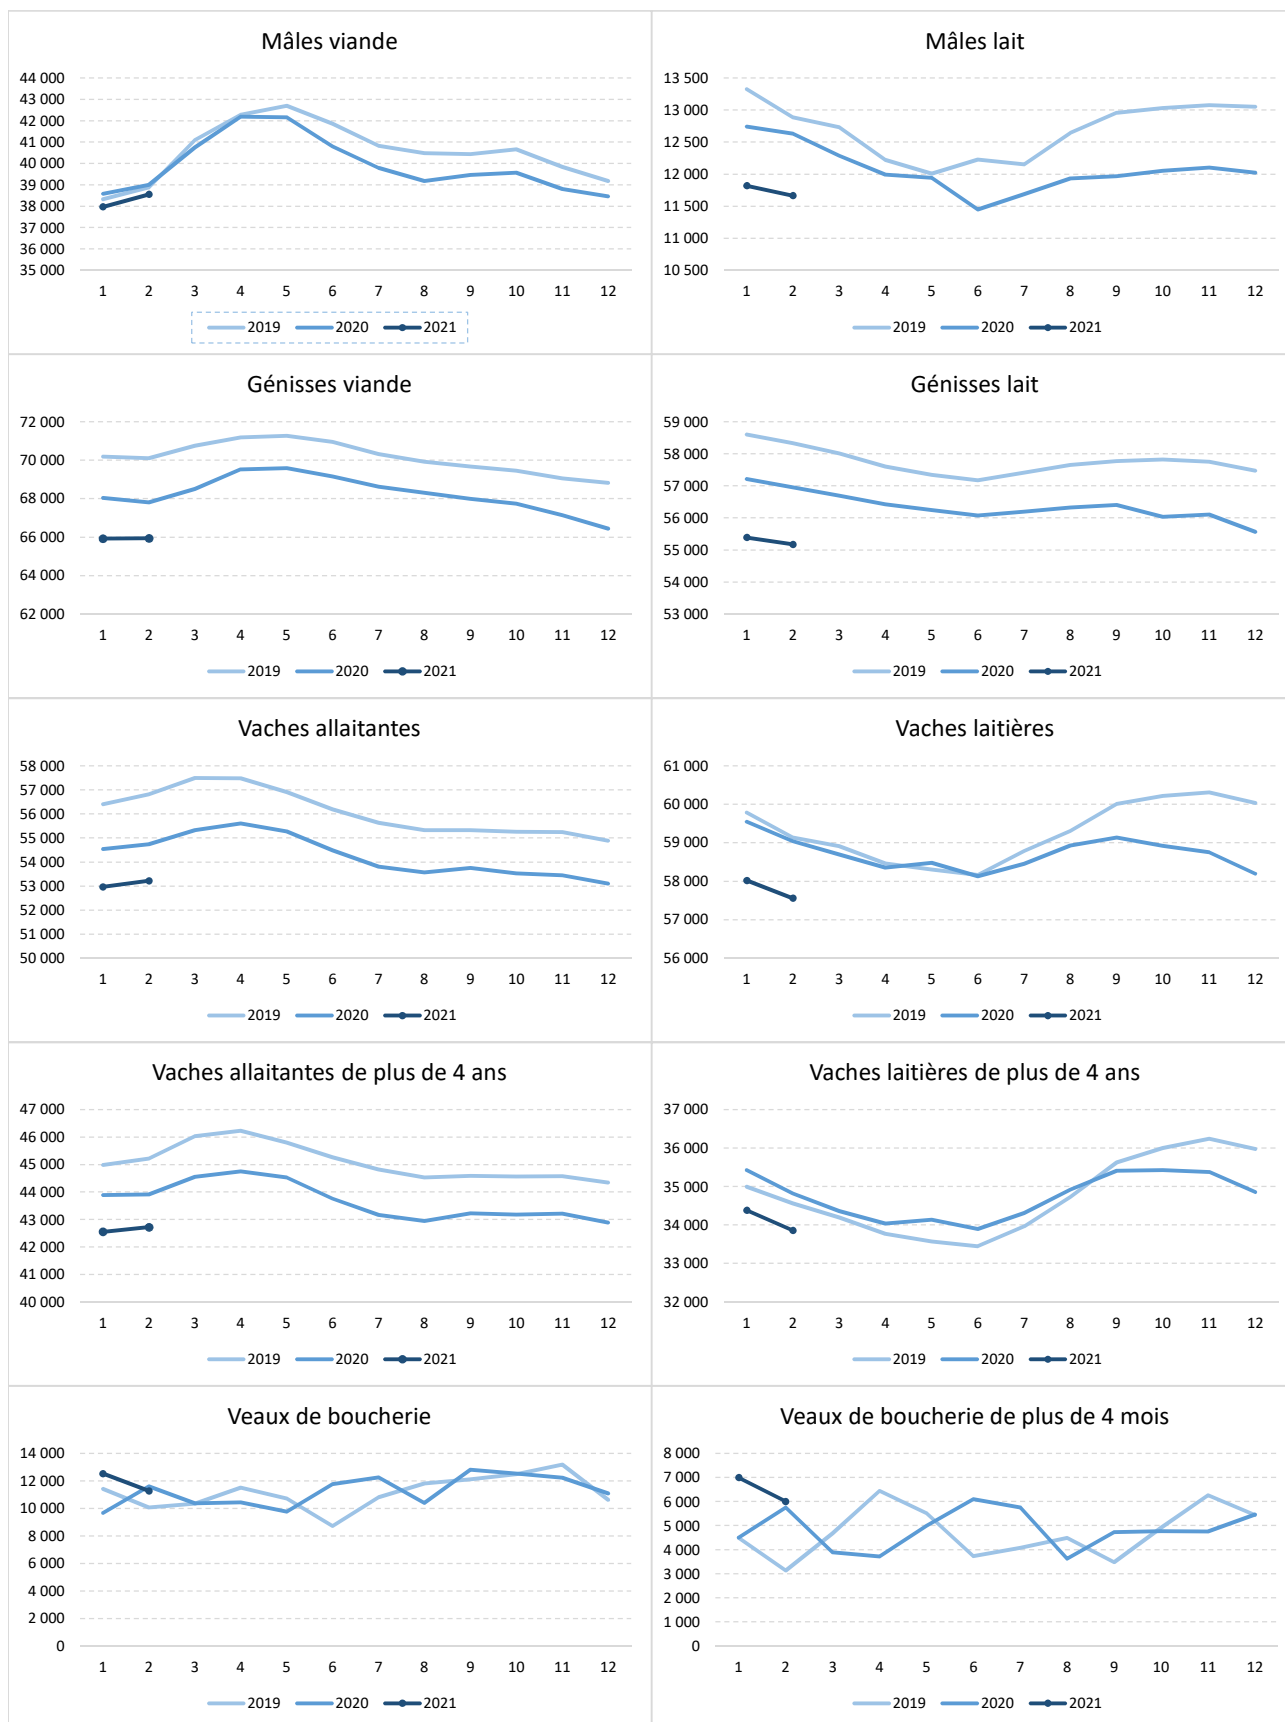 Mâles viande
44 000
43 000
42 000
41 000
40 000
39 000
38 000
37 000
36 000
35 000
1 2 3 4 5 6 7 8 9 10 11 12
2019 2020 2021
Mâles lait
13 500
13 000
12 500
12 000
11 500
11 000
10 500
1 2 3 4 5 6 7 8 9 10 11 12
2019 2020 2021
Génisses viande
72 000
70 000
68 000
66 000
64 000
62 000
1 2 3 4 5 6 7 8 9 10 11 12
2019 2020 2021
Génisses lait
59 000
58 000
57 000
56 000
55 000
54 000
53 000
1 2 3 4 5 6 7 8 9 10 11 12
2019 2020 2021
Vaches allaitantes
58 000
57 000
56 000
55 000
54 000
53 000
52 000
51 000
50 000
1 2 3 4 5 6 7 8 9 10 11 12
2019 2020 2021
Vaches laitières
61 000
60 000
59 000
58 000
57 000
56 000
1 2 3 4 5 6 7 8 9 10 11 12
2019 2020 2021
Vaches allaitantes de plus de 4 ans
47 000
46 000
45 000
44 000
43 000
42 000
41 000
40 000
1 2 3 4 5 6 7 8 9 10 11 12
2019 2020 2021
Vaches laitières de plus de 4 ans
37 000
36 000
35 000
34 000
33 000
32 000
1 2 3 4 5 6 7 8 9 10 11 12
2019 2020 2021
Veaux de boucherie
14 000
12 000
10 000
8 000
6 000
4 000
2 000
0
1 2 3 4 5 6 7 8 9 10 11 12
2019 2020 2021
Veaux de boucherie de plus de 4 mois
8 000
7 000
6 000
5 000
4 000
3 000
2 000
1 000
0
1 2 3 4 5 6 7 8 9 10 11 12
2019 2020 2021